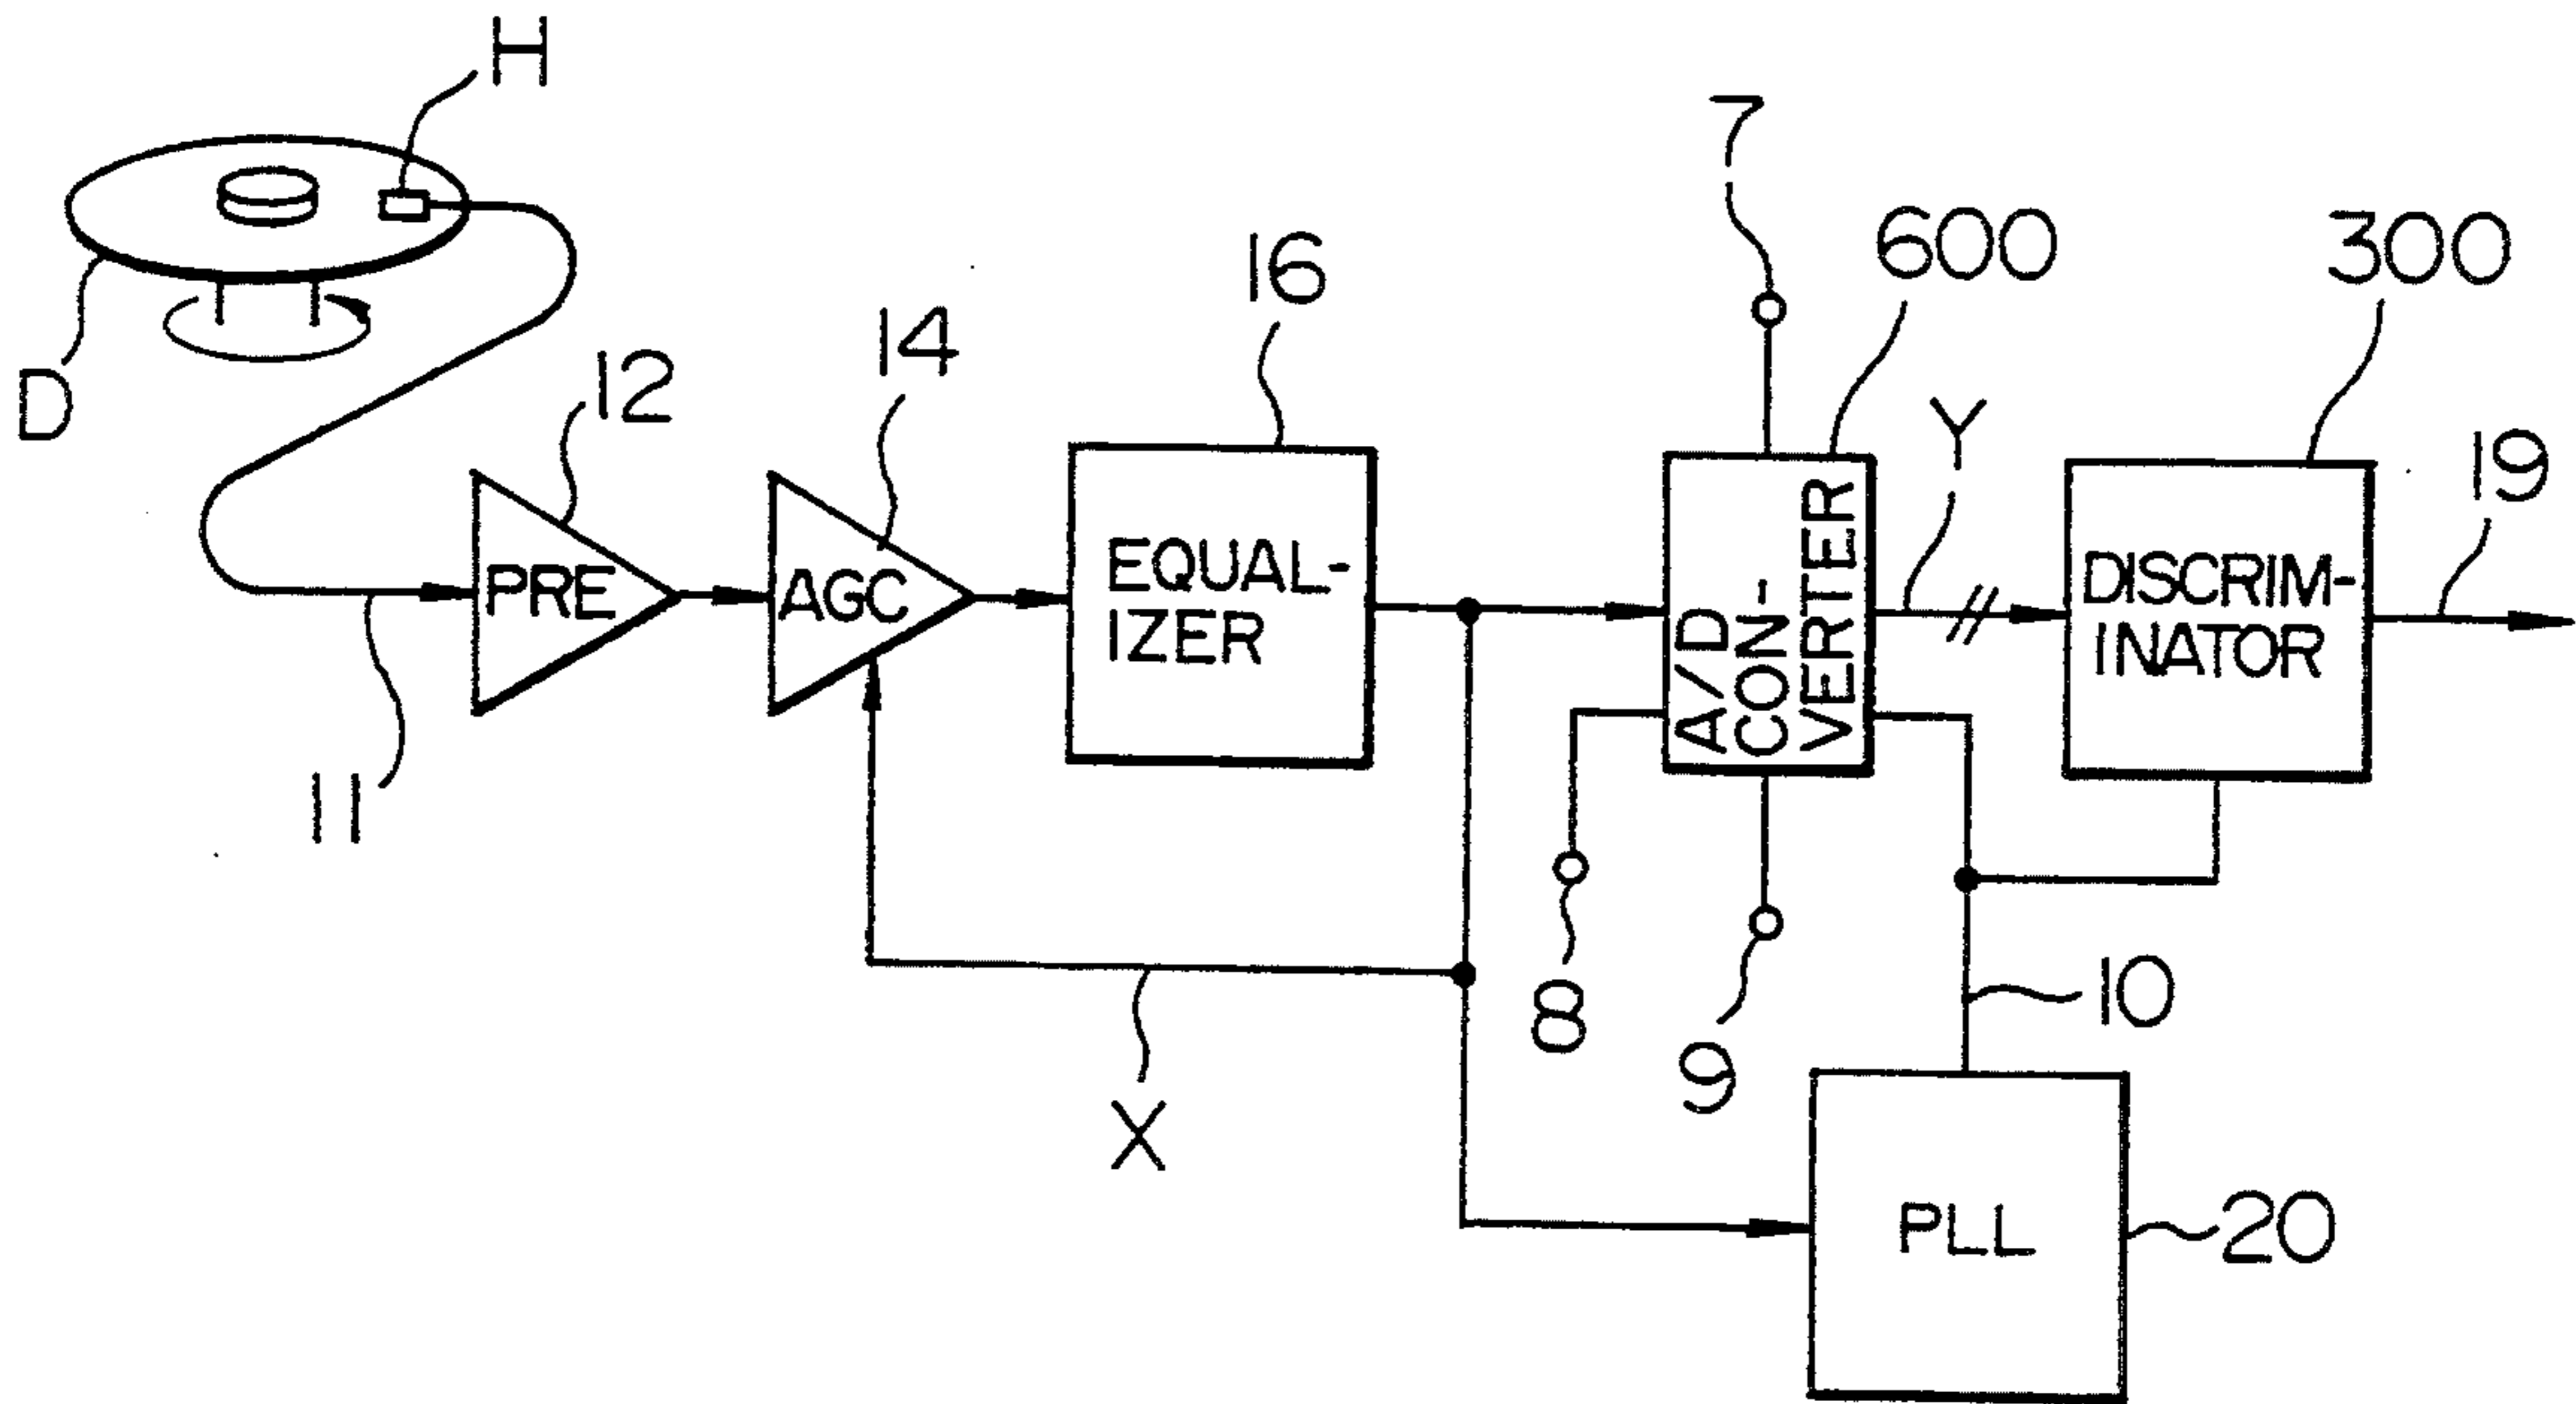 H
D
7
600
300
16
14
12
Y
19
PRE
AGC
EQUAL-
IZER
A/D
CON-
VERTER
DISCRIM-
INATOR
11
8
9
10
X
PLL
20